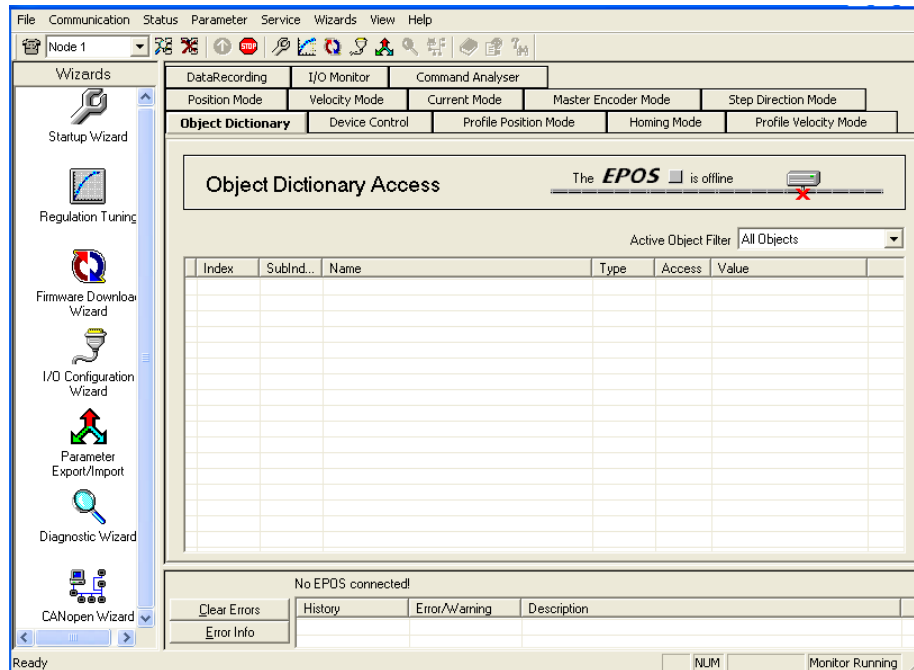 File Communication Status Parameter Service Wizards View Help
Node 1 STOP
Wizards
Startup Wizard
Regulation Tuning
Firmware Downloa
Wizard
I/O Configuration
Wizard
Parameter
Export/Import
Diagnostic Wizard
CANopen Wizard
DataRecording I/O Monitor Command Analyser
Position Mode Velocity Mode Current Mode Master Encoder Mode Step Direction Mode
Object Dictionary Device Control Profile Position Mode Homing Mode Profile Velocity Mode
Object Dictionary Access
The EPOS is offline
Active Object Filter All Objects
Index SubInd... Name Type Access Value
No EPOS connected!
Clear Errors
Error Info
History Error/Warning Description
Ready NUM Monitor Running